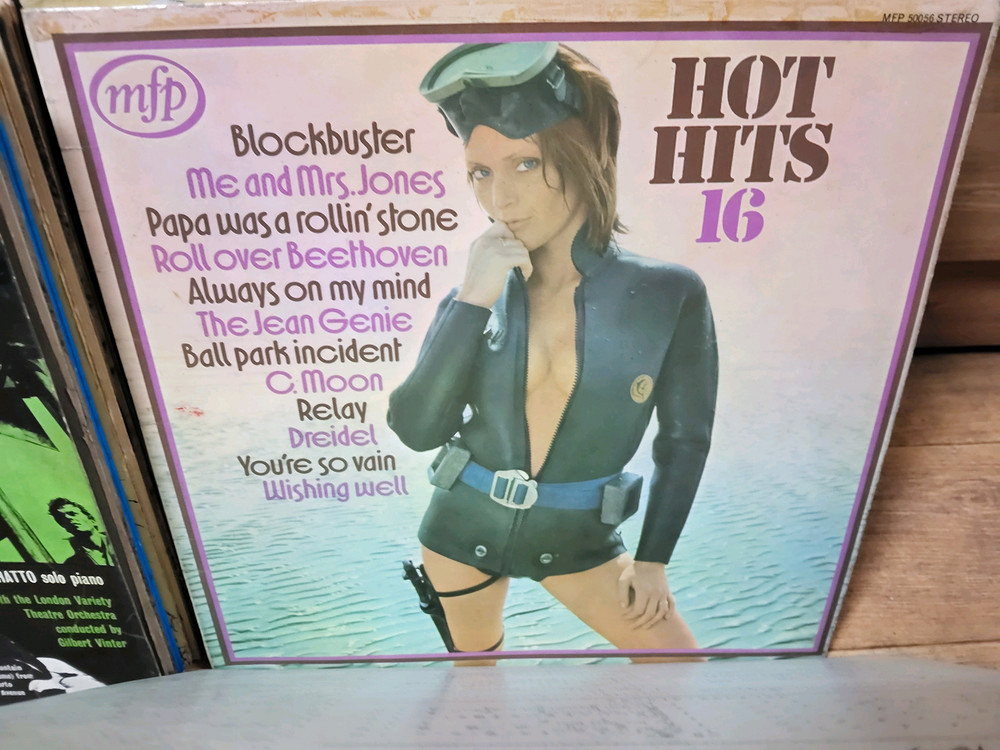 MFP 50056 STEREO
mfp
HOT
HITS
16
Blockbuster
Me and Mrs. Jones
Papa was a rollin' stone
Roll over Beethoven
Always on my mind
The Jean Genie
Ball park incident
C. Moon
Relay
Dreidel
You're so vain
Wishing well
HATTO solo piano
th the London Variety
Theatre Orchestra
conducted by
Gilbert Vinter
from